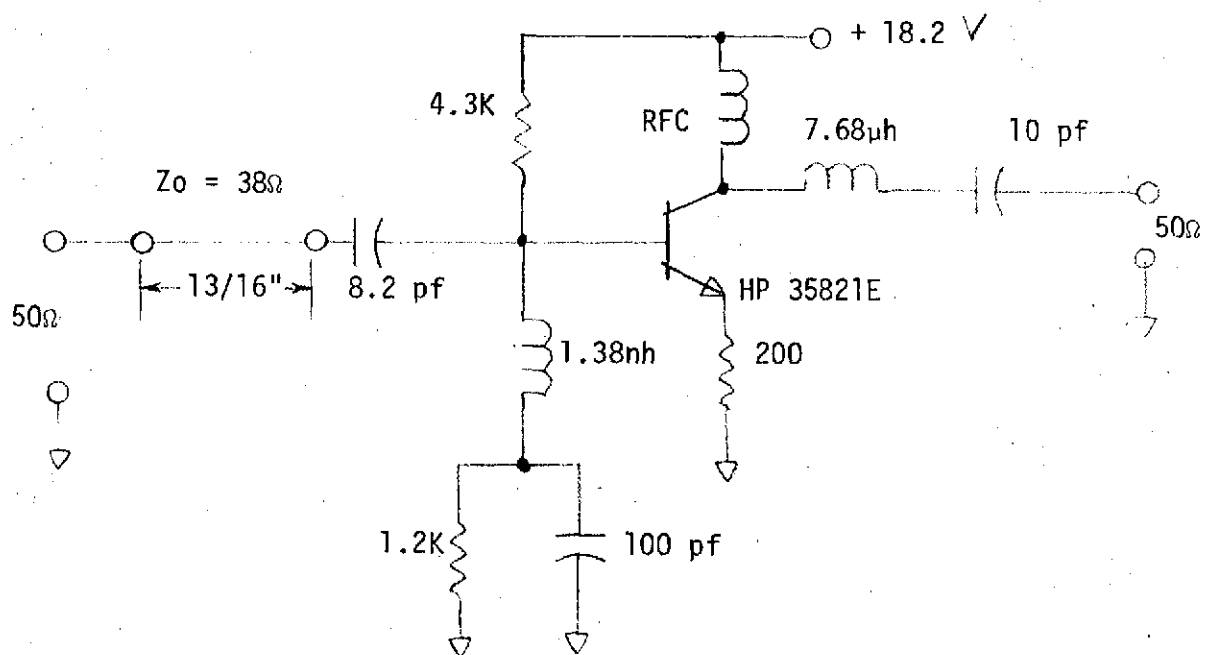 + 18.2 V
4.3K
RFC
7.68μh
10 pf
Zo = 38Ω
50Ω
13/16"
8.2 pf
50Ω
HP 35821E
1.38nh
200
1.2K
100 pf